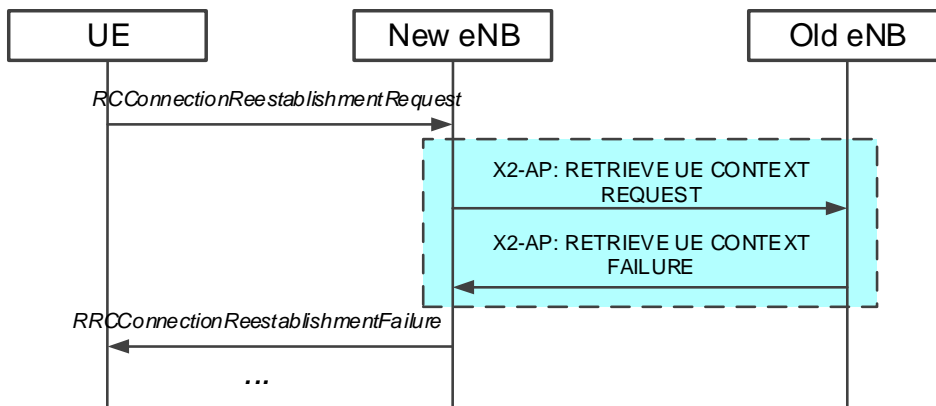 UE
New eNB
Old eNB
RCConnectionReestablishmentRequest
X2-AP: RETRIEVE UE CONTEXT
REQUEST
X2-AP: RETRIEVE UE CONTEXT
FAILURE
RRCConnectionReestablishmentFailure
...